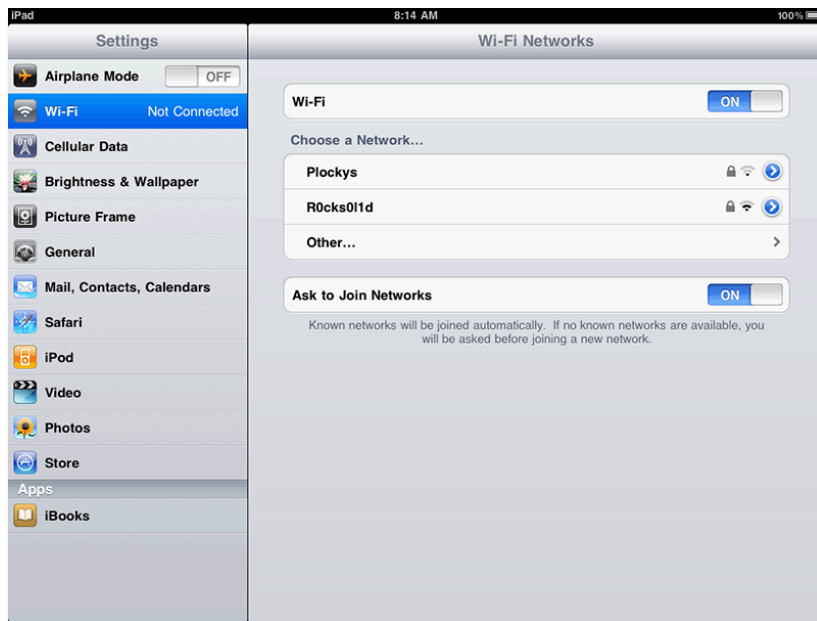 iPad 8:14 AM 100%
Settings
Airplane Mode OFF
Wi-Fi Not Connected
Cellular Data
Brightness & Wallpaper
Picture Frame
General
Mail, Contacts, Calendars
Safari
iPod
Video
Photos
Store
Apps
iBooks
Wi-Fi Networks
Wi-Fi ON
Choose a Network...
Plockys
R0cks0l1d
Other...
Ask to Join Networks ON
Known networks will be joined automatically. If no known networks are available, you
will be asked before joining a new network.